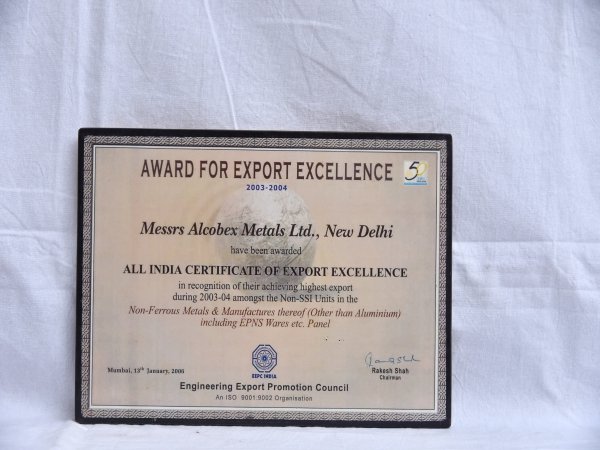 AWARD FOR EXPORT EXCELLENCE
50
2003-2004
Messrs Alcobex Metals Ltd., New Delhi
have been awarded
ALL INDIA CERTIFICATE OF EXPORT EXCELLENCE
in recognition of their achieving highest export
during 2003-04 amongst the Non-SSI Units in the
Non-Ferrous Metals & Manufactures thereof (Other than Aluminium)
including EPNS Wares etc. Panel
EEPC INDIA
Mumbai, 13th January, 2006
Rakesh Shah
Chairman
Engineering Export Promotion Council
An ISO 9001:9002 Organisation